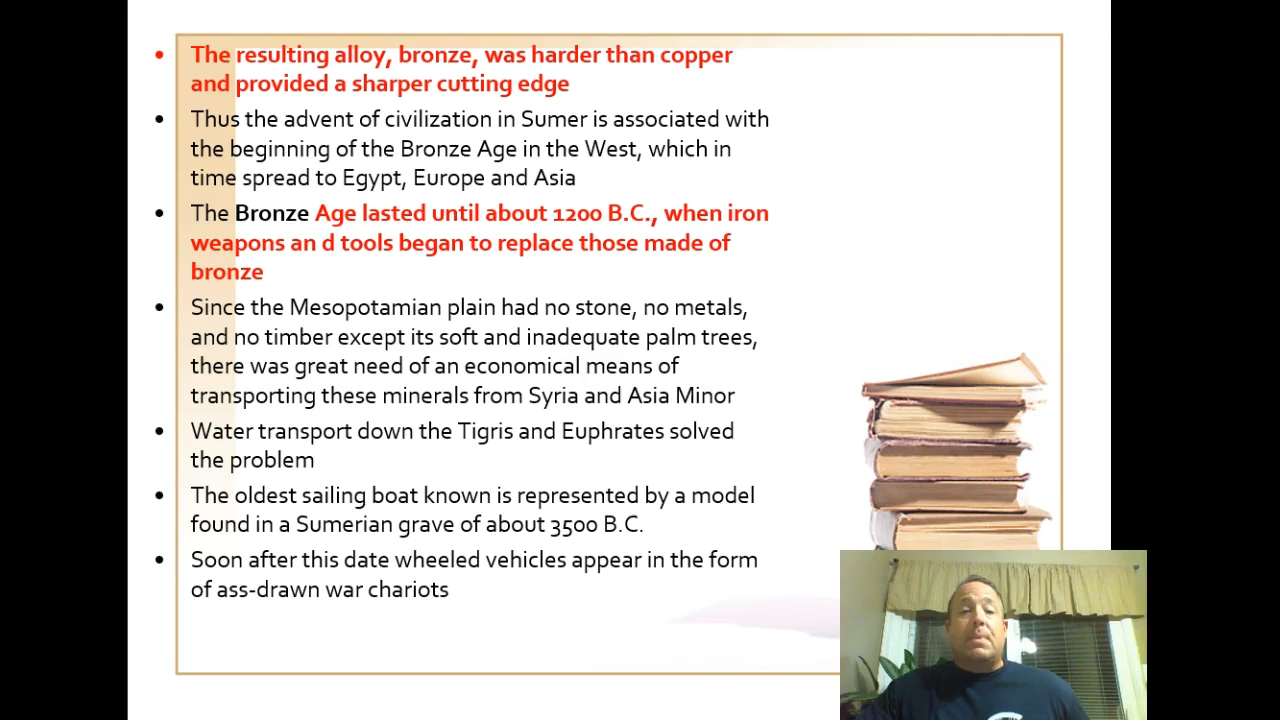 The resulting alloy, bronze, was harder than copper
and provided a sharper cutting edge
Thus the advent of civilization in Sumer is associated with
the beginning of the Bronze Age in the West, which in
time spread to Egypt, Europe and Asia
The Bronze Age lasted until about 1200 B.C., when iron
weapons an d tools began to replace those made of
bronze
Since the Mesopotamian plain had no stone, no metals,
and no timber except its soft and inadequate palm trees,
there was great need of an economical means of
transporting these minerals from Syria and Asia Minor
Water transport down the Tigris and Euphrates solved
the problem
The oldest sailing boat known is represented by a model
found in a Sumerian grave of about 3500 B.C.
Soon after this date wheeled vehicles appear in the form
of ass-drawn war chariots